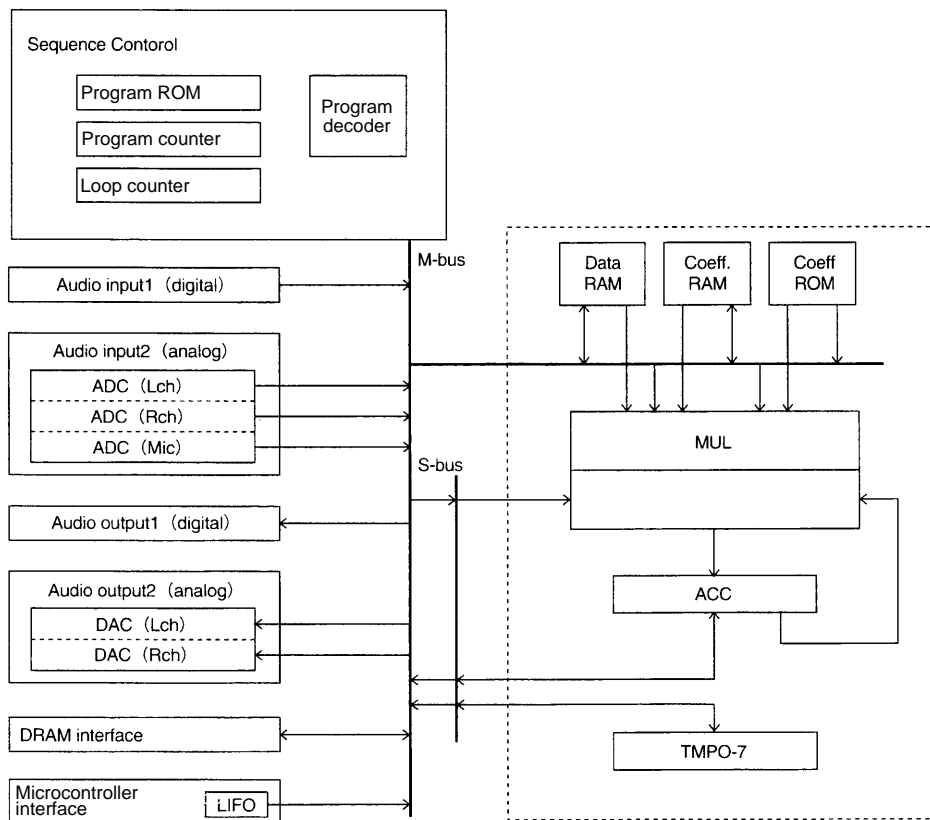 Sequence Contorol
Program ROM
Program counter
Loop counter
Program
decoder
M-bus
Audio input1 (digital)
Audio input2 (analog)
ADC (Lch)
ADC (Rch)
ADC (Mic)
S-bus
Audio output1 (digital)
Audio output2 (analog)
DAC (Lch)
DAC (Rch)
DRAM interface
Microcontroller
interface
LIFO
Data
RAM
Coeff.
RAM
Coeff
ROM
MUL
ACC
TMPO-7